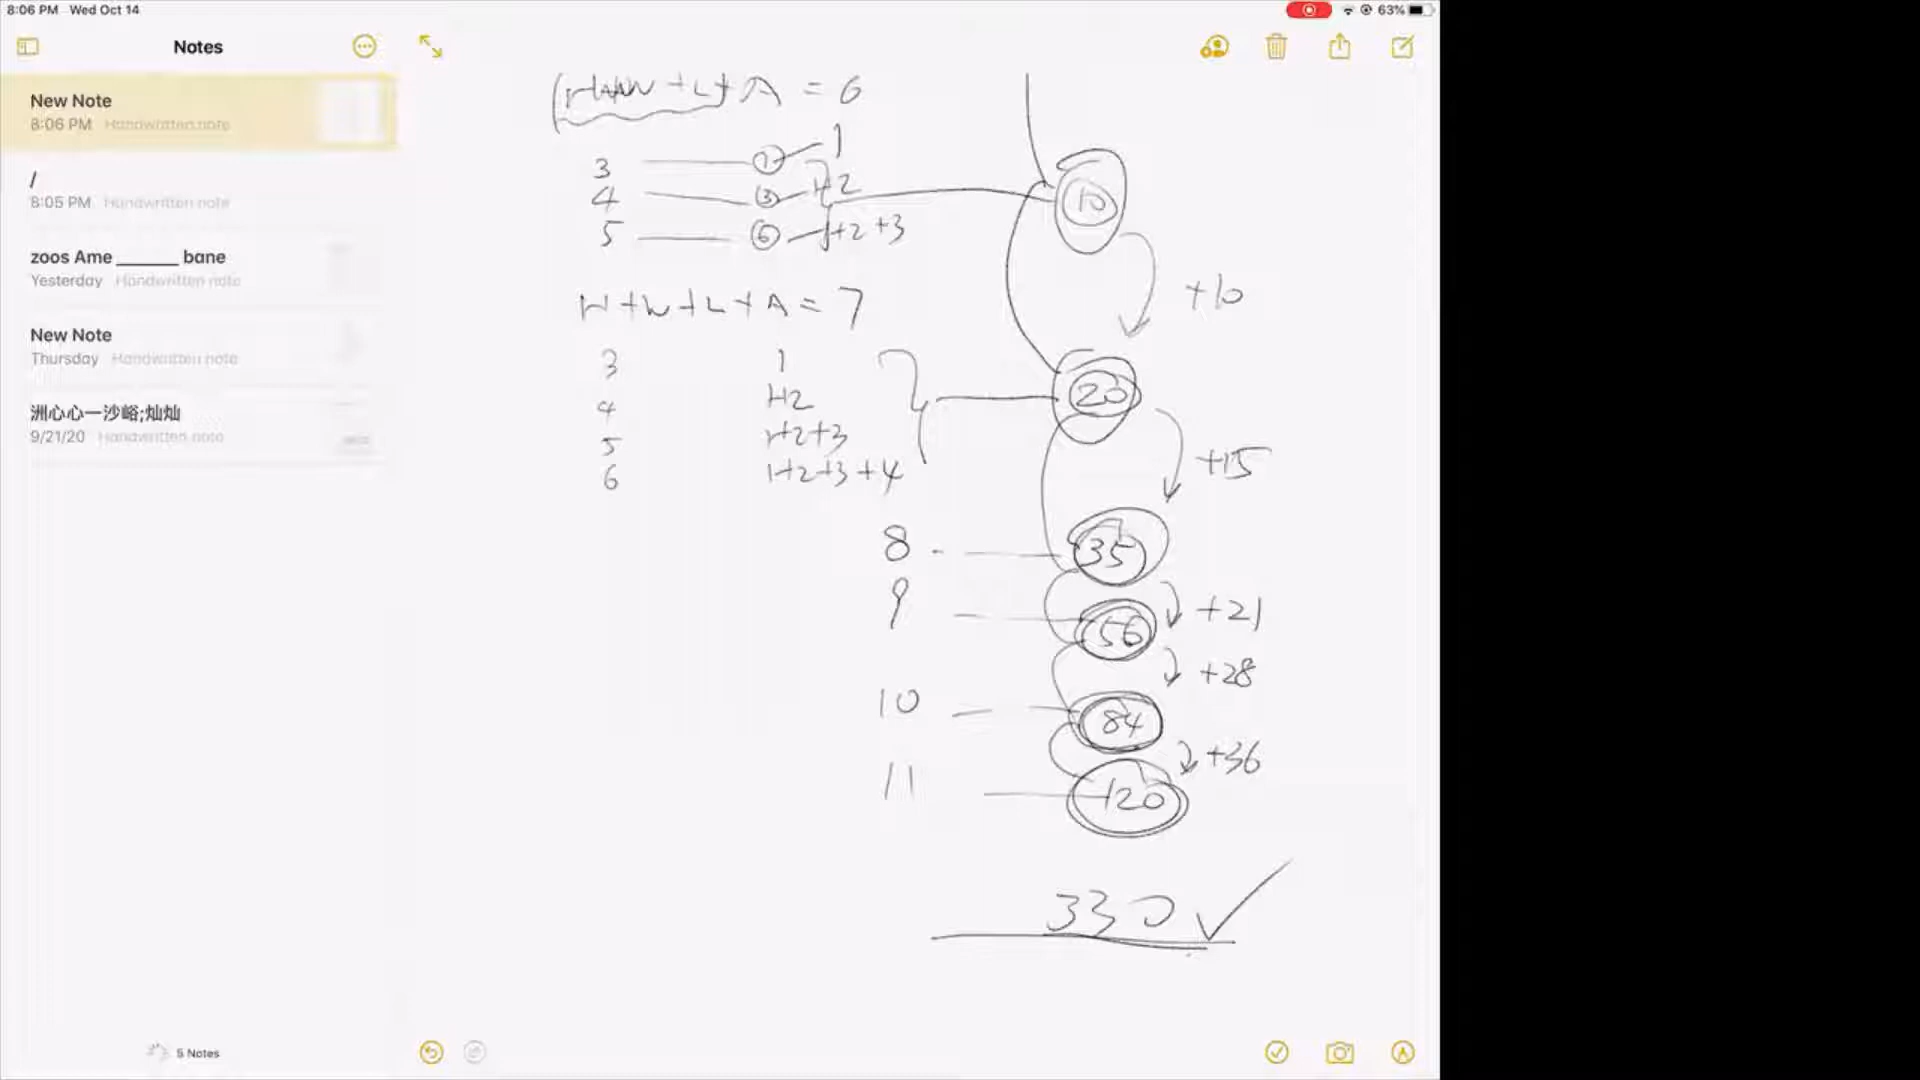 8:06 PM Wed Oct 14
63%
Notes
New Note
8:06 PM Handwritten note
/
8:05 PM Handwritten note
zoos Ame ______ bane
Yesterday Handwritten note
New Note
Thursday Handwritten note
洲心心一沙峪;灿灿
9/21/20 Handwritten note
5 Notes
+L+A = 6
3 1 1
4 3 1+2
5 6 1+2+3
10
+10
H+W+L+A=7
3 1
4 1+2
5 1+2+3
6 1+2+3+4
20
+15
8 35
+21
9 56
+28
10 84
+36
11 120
330